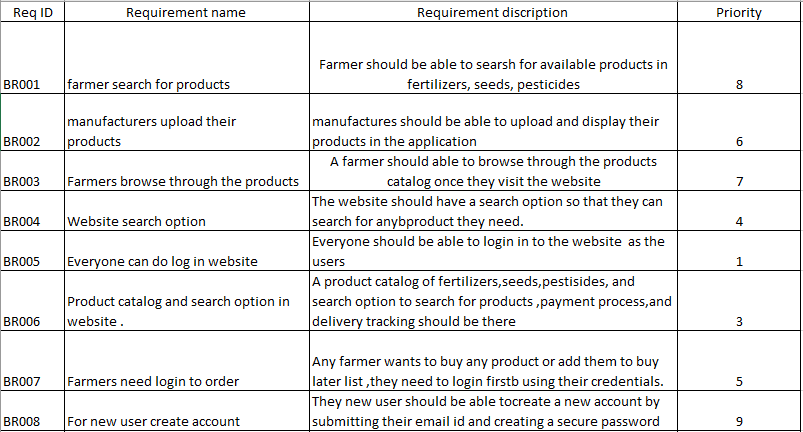 Req ID Requirement name Requirement discription Priority
Farmer should be able to searsh for available products in
BR001 farmer search for products fertilizers, seeds, pesticides 8
manufacturers upload their manufactures should be able to upload and display their
BR002 products products in the application 6
A farmer should able to browse through the products
BR003 Farmers browse through the products catalog once they visit the website 7
The website should have a search option so that they can
BR004 Website search option search for anybproduct they need. 4
Everyone should be able to login in to the website as the
BR005 Everyone can do log in website users 1
A product catalog of fertilizers,seeds,pestisides, and
Product catalog and search option in search option to search for products ,payment process,and
BR006 website . delivery tracking should be there 3
Any farmer wants to buy any product or add them to buy
BR007 Farmers need login to order later list ,they need to login firstb using their credentials. 5
They new user should be able tocreate a new account by
BR008 For new user create account submitting their email id and creating a secure password 9